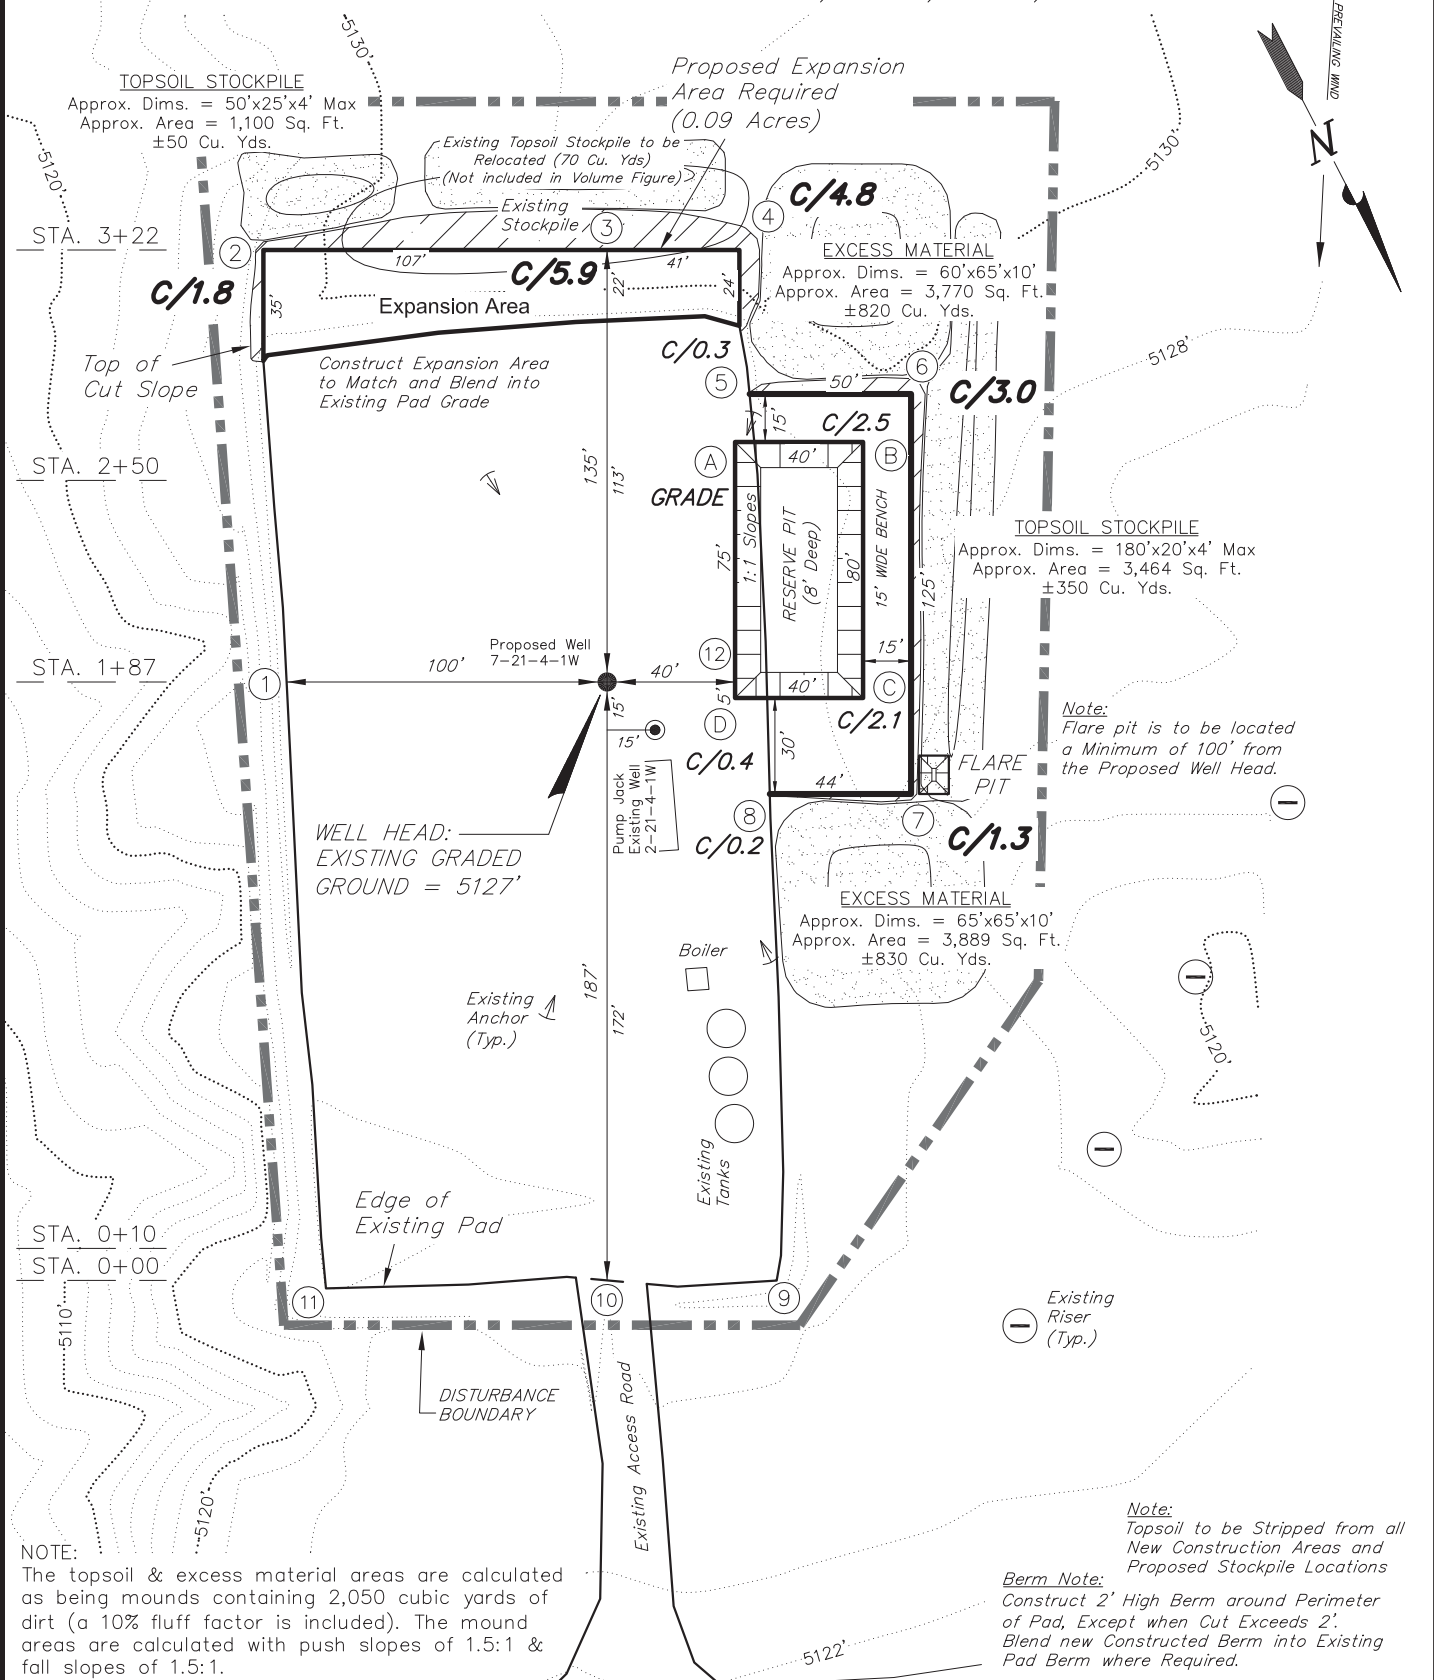 PREVAILING WIND
N
5130'
TOPSOIL STOCKPILE
Approx. Dims. = 50'x25'x4' Max
Approx. Area = 1,100 Sq. Ft.
±50 Cu. Yds.
Proposed Expansion
Area Required
(0.09 Acres)
Existing Topsoil Stockpile to be
Relocated (70 Cu. Yds)
(Not included in Volume Figure)
5120'
5130'
Existing
Stockpile
3
4
C/4.8
STA. 3+22
2
107'
C/5.9
41'
22'
24'
EXCESS MATERIAL
Approx. Dims. = 60'x65'x10'
Approx. Area = 3,770 Sq. Ft.
±820 Cu. Yds.
C/1.8
35'
Expansion Area
Top of
Cut Slope
Construct Expansion Area
to Match and Blend into
Existing Pad Grade
C/0.3
5
50'
6
5128'
C/3.0
15'
C/2.5
STA. 2+50
135'
113'
A
40'
B
GRADE
1:1 Slopes
75'
RESERVE PIT
(8' Deep)
80'
15' WIDE BENCH
125'
TOPSOIL STOCKPILE
Approx. Dims. = 180'x20'x4' Max
Approx. Area = 3,464 Sq. Ft.
±350 Cu. Yds.
STA. 1+87
1
100'
Proposed Well
7-21-4-1W
40'
12
5'
40'
15'
C
15'
15'
D
C/2.1
30'
C/0.4
44'
Note:
Flare pit is to be located
a Minimum of 100' from
the Proposed Well Head.
FLARE
PIT
Pump Jack
Existing Well
2-21-4-1W
8
C/0.2
7
C/1.3
WELL HEAD:
EXISTING GRADED
GROUND = 5127'
EXCESS MATERIAL
Approx. Dims. = 65'x65'x10'
Approx. Area = 3,889 Sq. Ft.
±830 Cu. Yds.
Boiler
187'
172'
Existing
Anchor
(Typ.)
5120'
Existing
Tanks
Edge of
Existing Pad
STA. 0+10
STA. 0+00
5110'
11
10
9
Existing
Riser
(Typ.)
DISTURBANCE
BOUNDARY
Existing Access Road
5120'
5122'
NOTE:
The topsoil & excess material areas are calculated
as being mounds containing 2,050 cubic yards of
dirt (a 10% fluff factor is included). The mound
areas are calculated with push slopes of 1.5:1 &
fall slopes of 1.5:1.
Note:
Topsoil to be Stripped from all
New Construction Areas and
Proposed Stockpile Locations
Berm Note:
Construct 2' High Berm around Perimeter
of Pad, Except when Cut Exceeds 2'.
Blend new Constructed Berm into Existing
Pad Berm where Required.